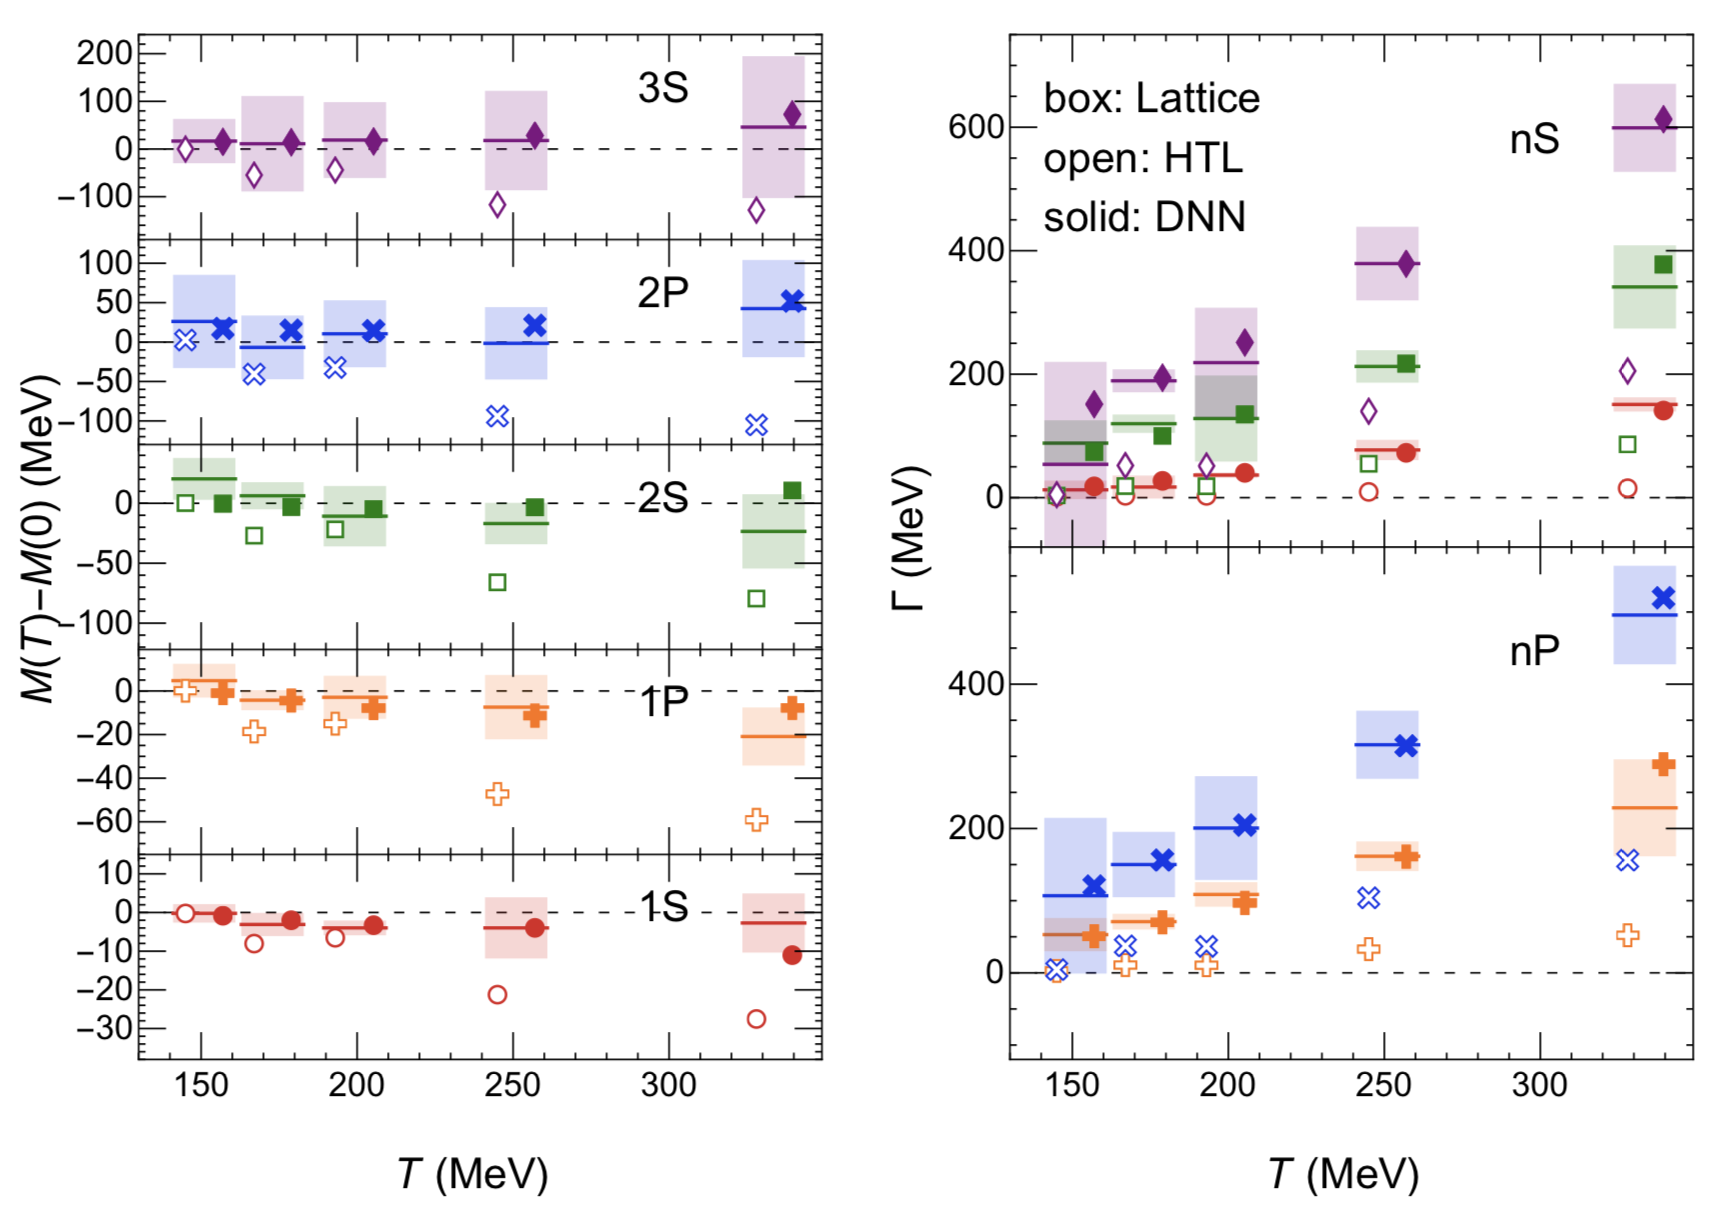 M(T)−M(0) (MeV)
200
100
0
−100
3S
100
50
0
−50
−100
2P
0
−50
−100
2S
0
−20
−40
−60
1P
10
0
−10
−20
−30
1S
150 200 250 300
T (MeV)
Γ (MeV)
box: Lattice
open: HTL
solid: DNN
nS
600
400
200
0
nP
400
200
0
150 200 250 300
T (MeV)